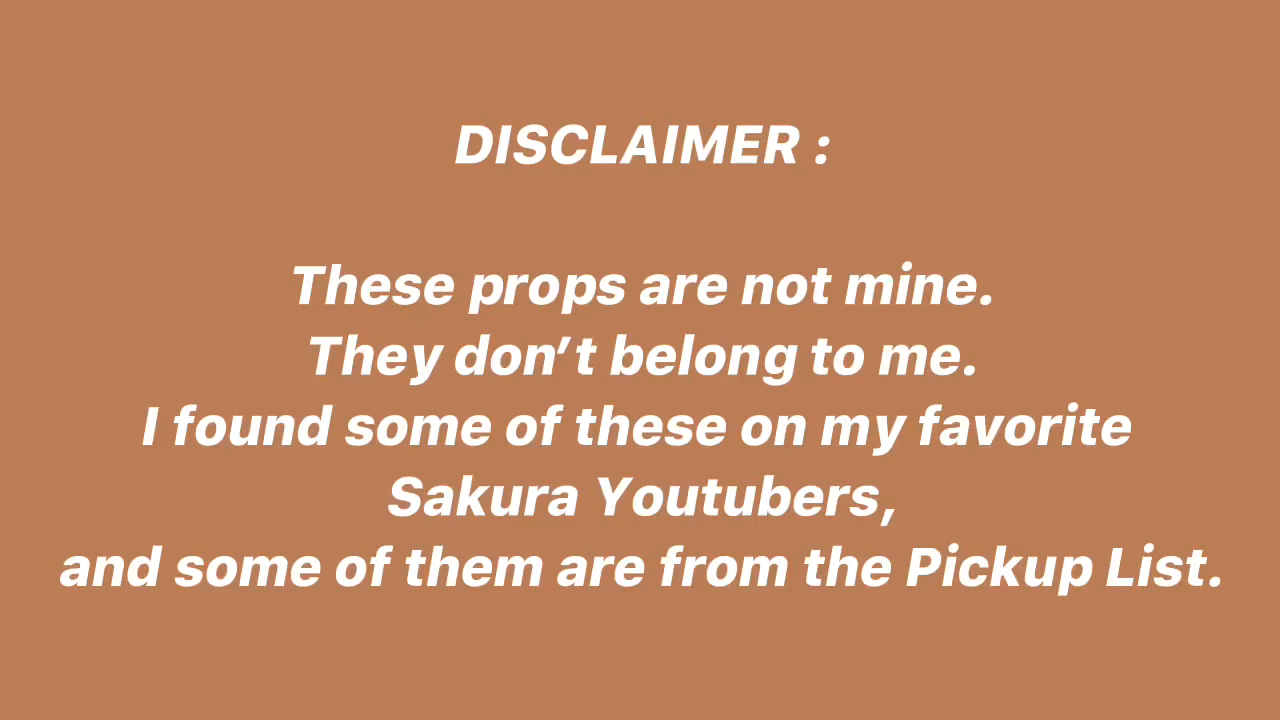 DISCLAIMER :
These props are not mine.
They don’t belong to me.
I found some of these on my favorite
Sakura Youtubers,
and some of them are from the Pickup List.